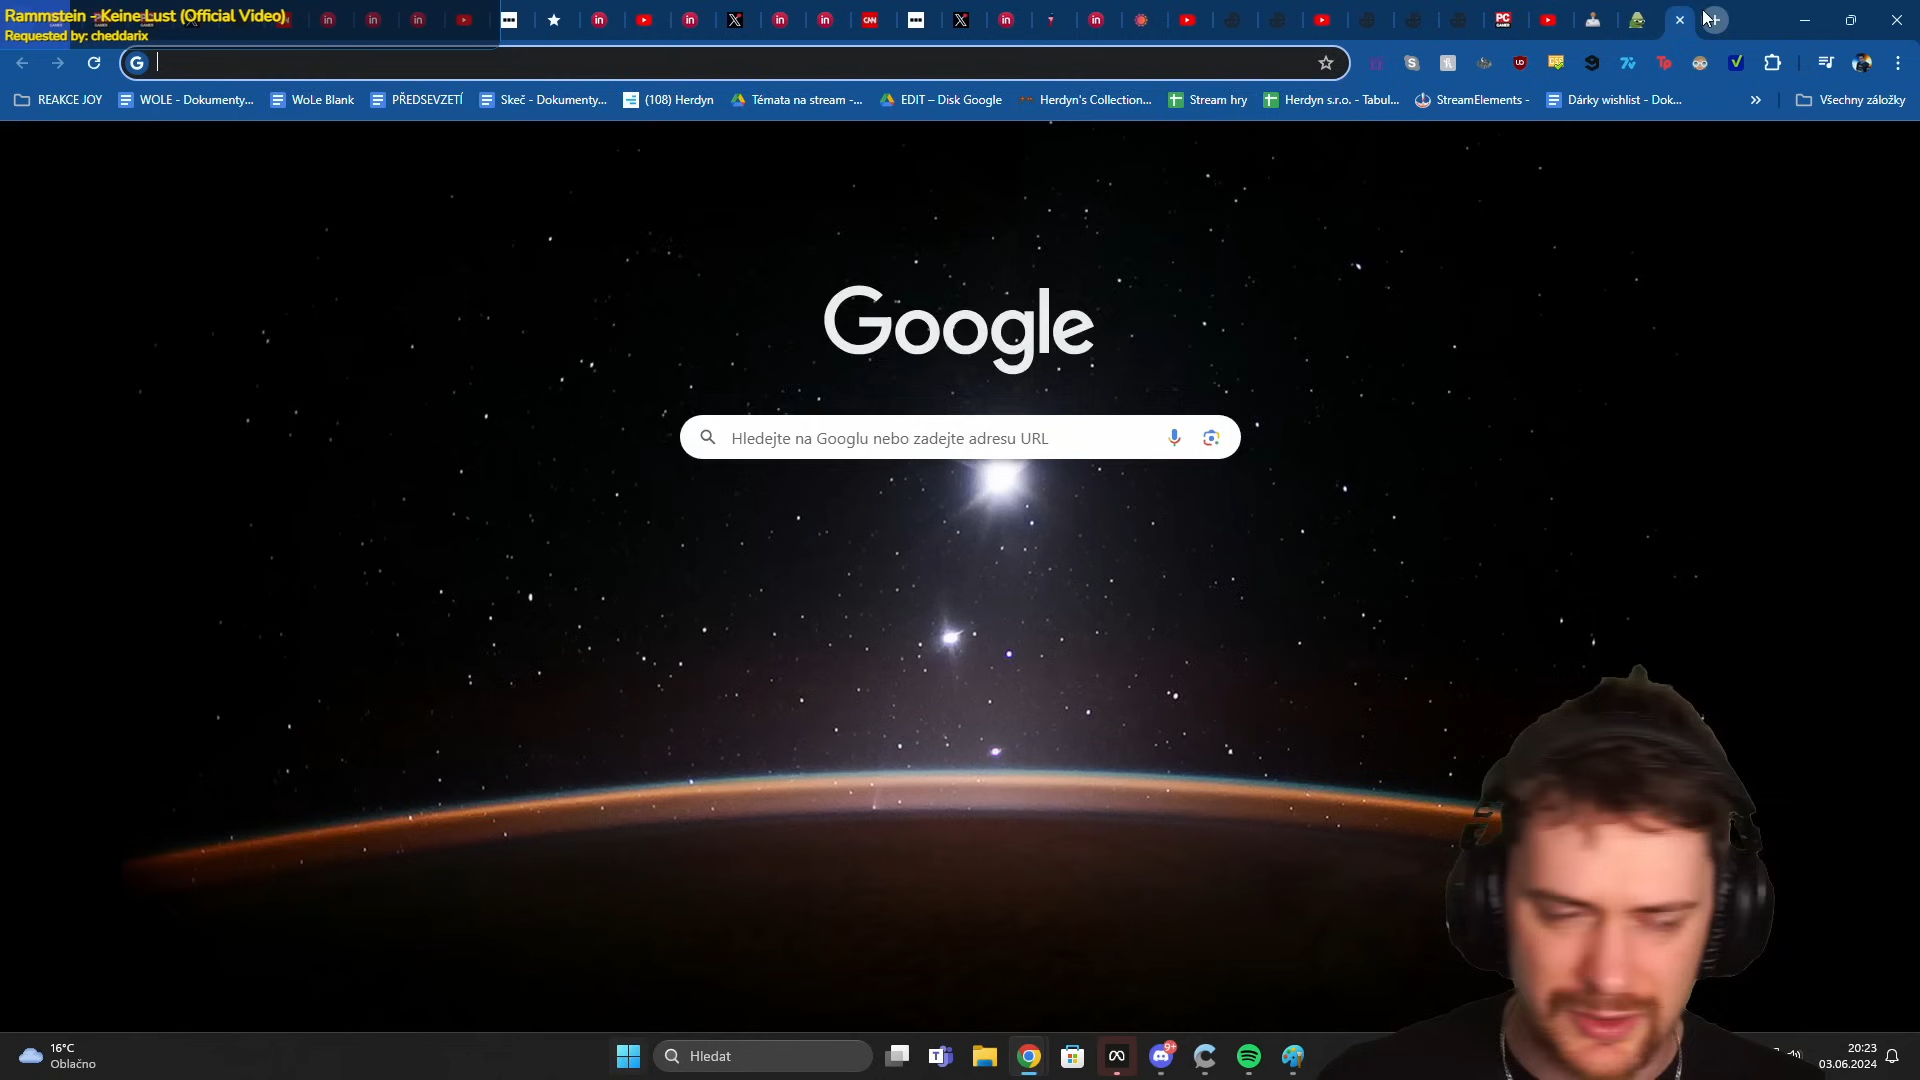 Rammstein - Keine Lust (Official Video)
Requested by: cheddarix
REAKCE JOY
WOLE - Dokumenty...
WoLe Blank
PŘEDSEVZETÍ
Skeč - Dokumenty...
(108) Herdyn
Témata na stream -...
EDIT – Disk Google
Herdyn's Collection...
Stream hry
Herdyn s.r.o. - Tabul...
StreamElements -
Dárky wishlist - Dok...
Všechny záložky
Google
Hledejte na Googlu nebo zadejte adresu URL
16°C
Oblačno
Hledat
9+
20:23
03.06.2024